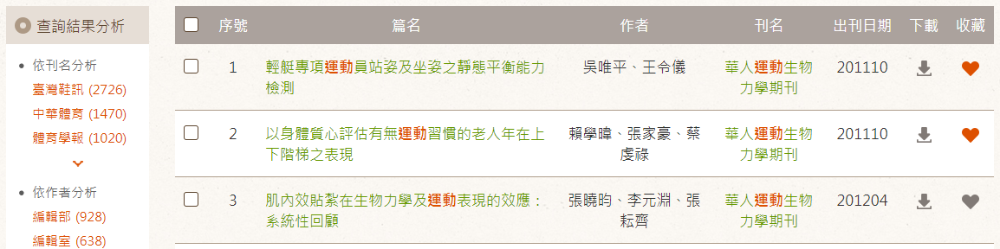 查詢結果分析
依刊名分析
臺灣鞋訊 (2726)
中華體育 (1470)
體育學報 (1020)
依作者分析
編輯部 (928)
編輯室 (638)
序號 篇名 作者 刊名 出刊日期 下載 收藏
1 輕艇專項運動員站姿及坐姿之靜態平衡能力 吳唯平、王令儀 華人運動生物 201110
檢測 力學期刊
2 以身體質心評估有無運動習慣的老人年在上 賴學暐、張家豪、蔡 華人運動生物 201110
下階梯之表現 虔祿 力學期刊
3 肌內效貼紮在生物力學及運動表現的效應： 張曉昀、李元淵、張 華人運動生物 201204
系統性回顧 耘齊 力學期刊